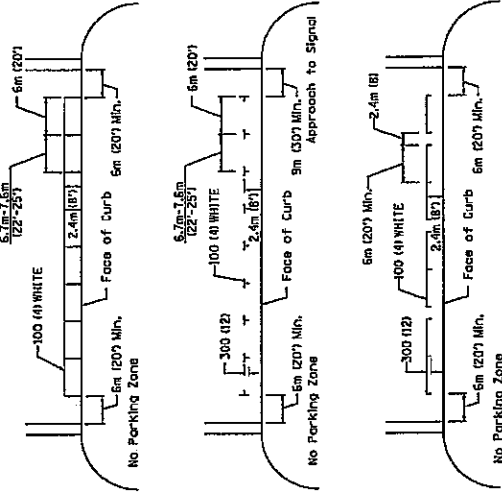 6m (20')
6.7m-7.6m
(22'-25')
2.4m (8')
100 (4) WHITE
Face of Curb
6m (20') Min.
6m (20') Min.
No Parking Zone
6m (20')
6.7m-7.6m
(22'-25')
2.4m (8')
100 (4) WHITE
300 (12)
Face of Curb
9m (30') Min.
Approach to Signal
6m (20') Min.
No Parking Zone
2.4m (8)
6m (20') Min.
2.4m (8')
100 (4) WHITE
300 (12)
Face of Curb
6m (20') Min.
6m (20') Min.
No Parking Zone